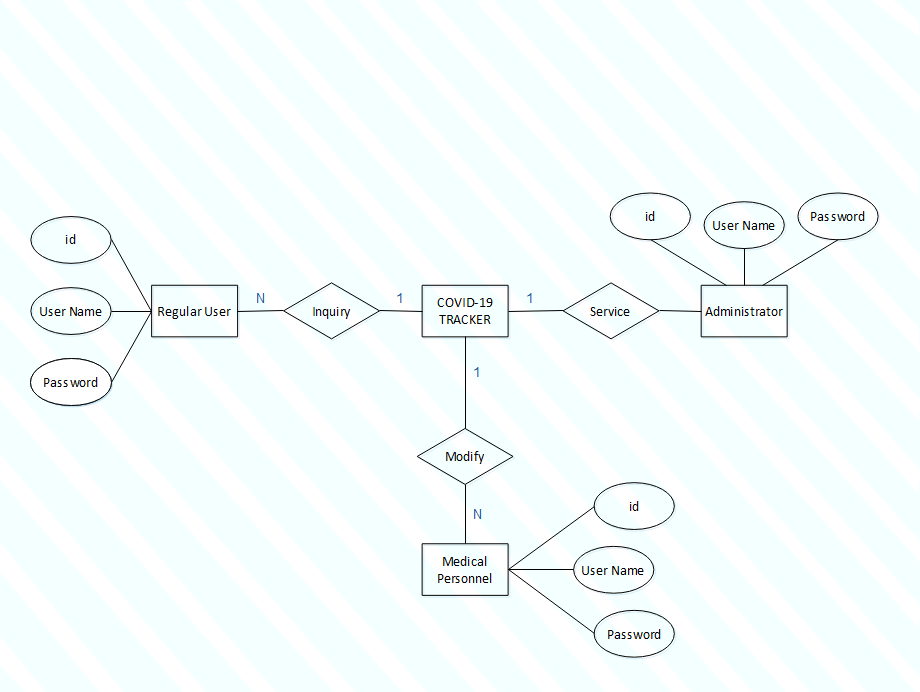 id
User Name
Password
id
User Name
Password
Regular User
N
Inquiry
1
COVID-19
TRACKER
1
Service
Administrator
1
Modify
N
Medical
Personnel
id
User Name
Password